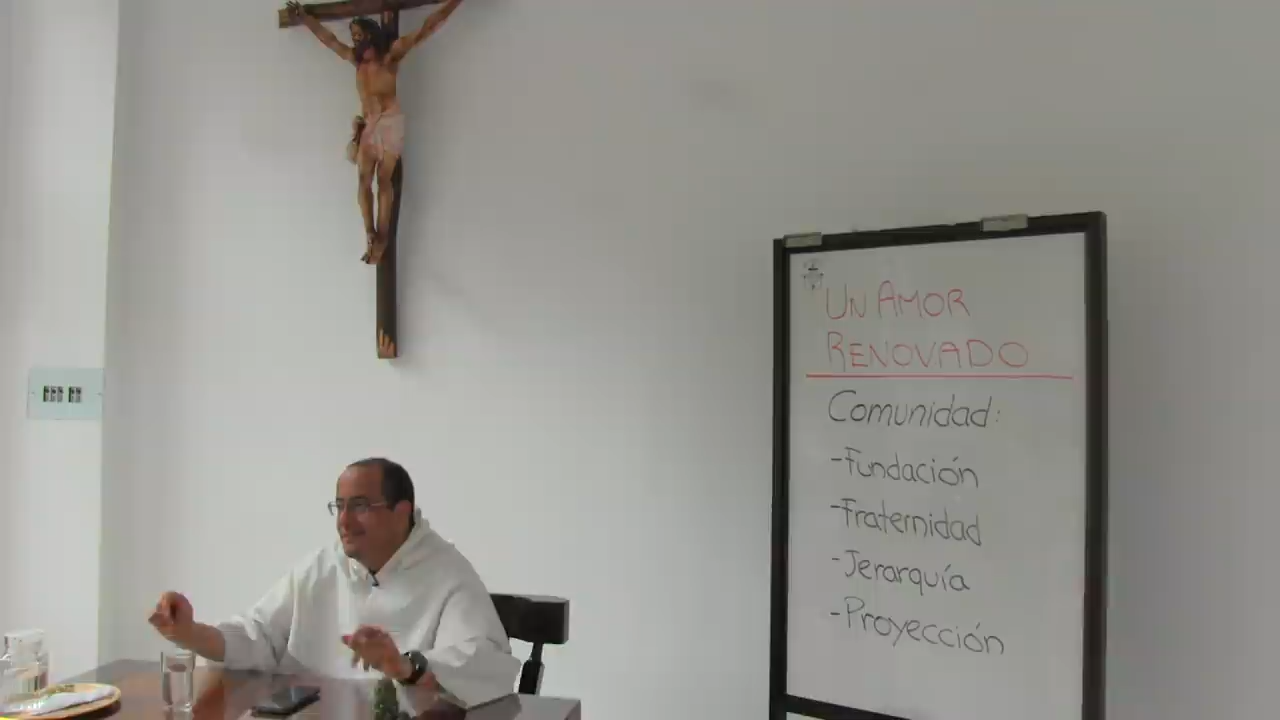 UN AMOR
RENOVADO
Comunidad:
-Fundación
-Fraternidad
-Jerarquía
-Proyección